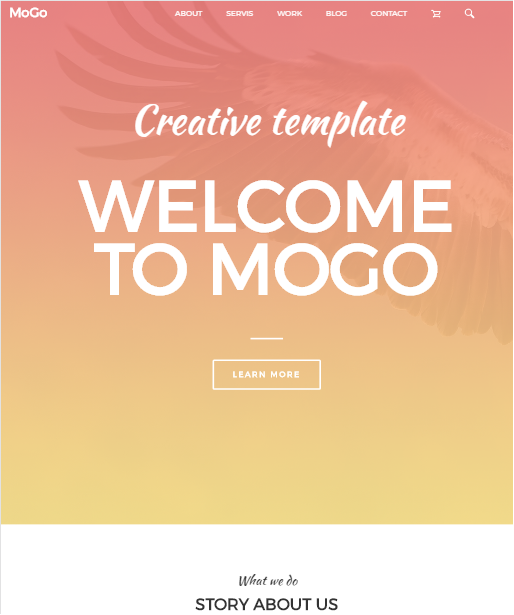 MoGo
ABOUT SERVIS WORK BLOG CONTACT
Creative template
WELCOME
TO MOGO
LEARN MORE
What we do
STORY ABOUT US